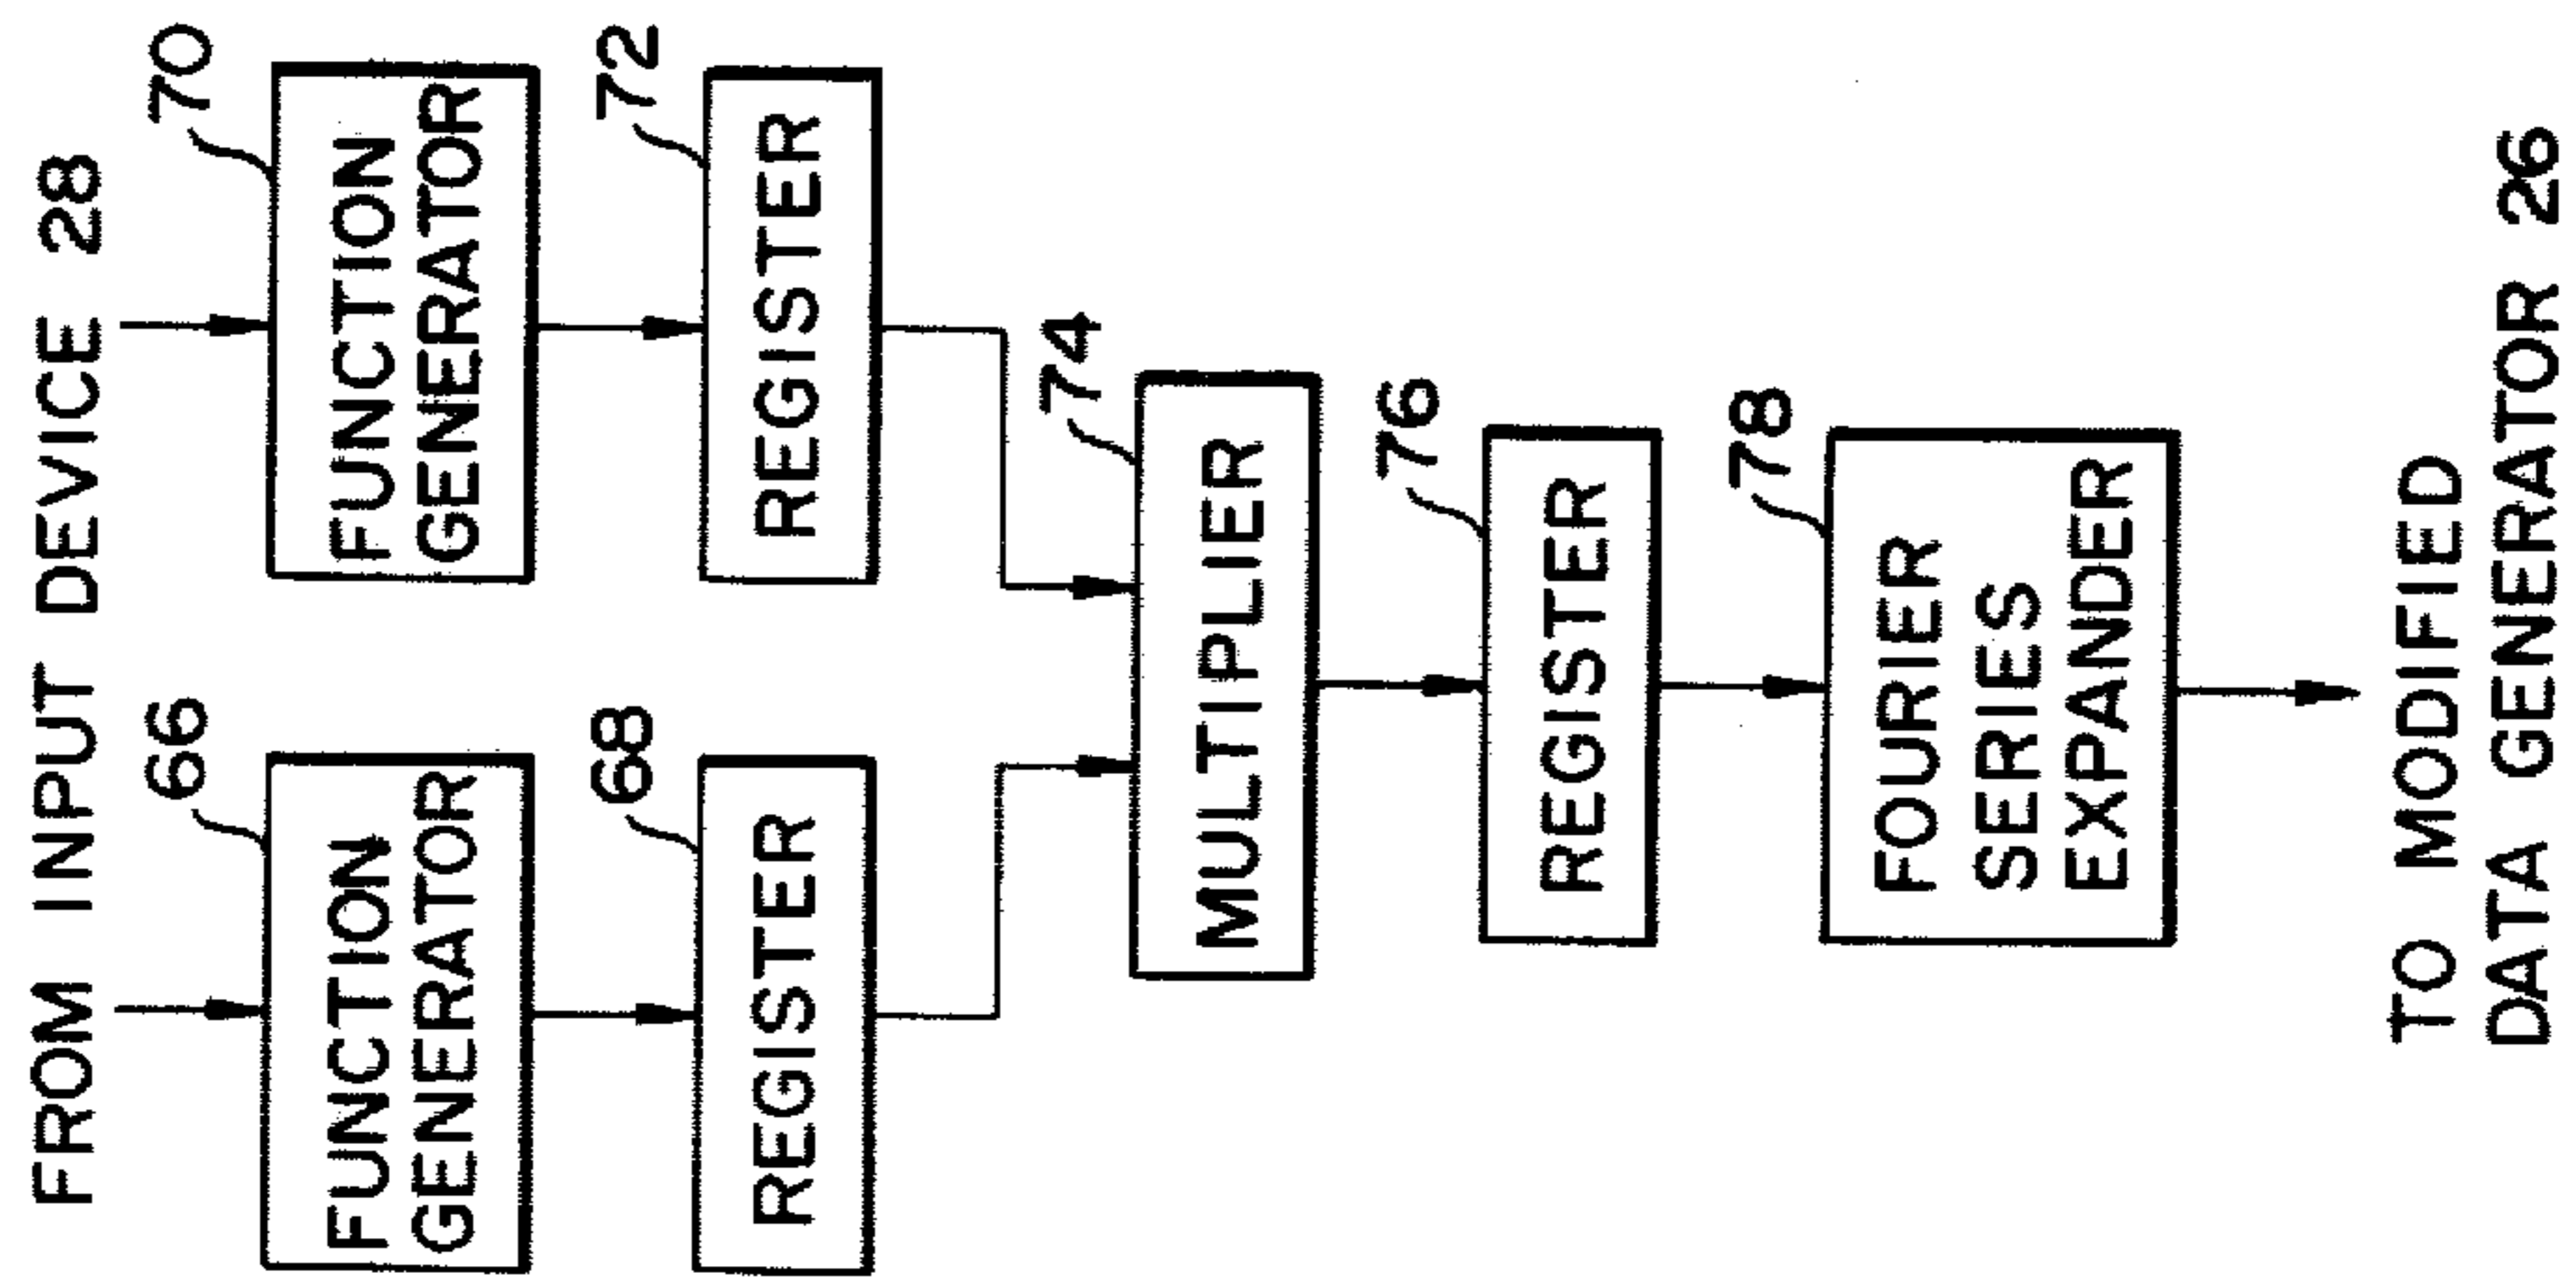 FROM INPUT DEVICE 28
66
FUNCTION
GENERATOR
70
FUNCTION
GENERATOR
68
REGISTER
72
REGISTER
74
MULTIPLIER
76
REGISTER
78
FOURIER
SERIES
EXPANDER
TO MODIFIED
DATA GENERATOR 26